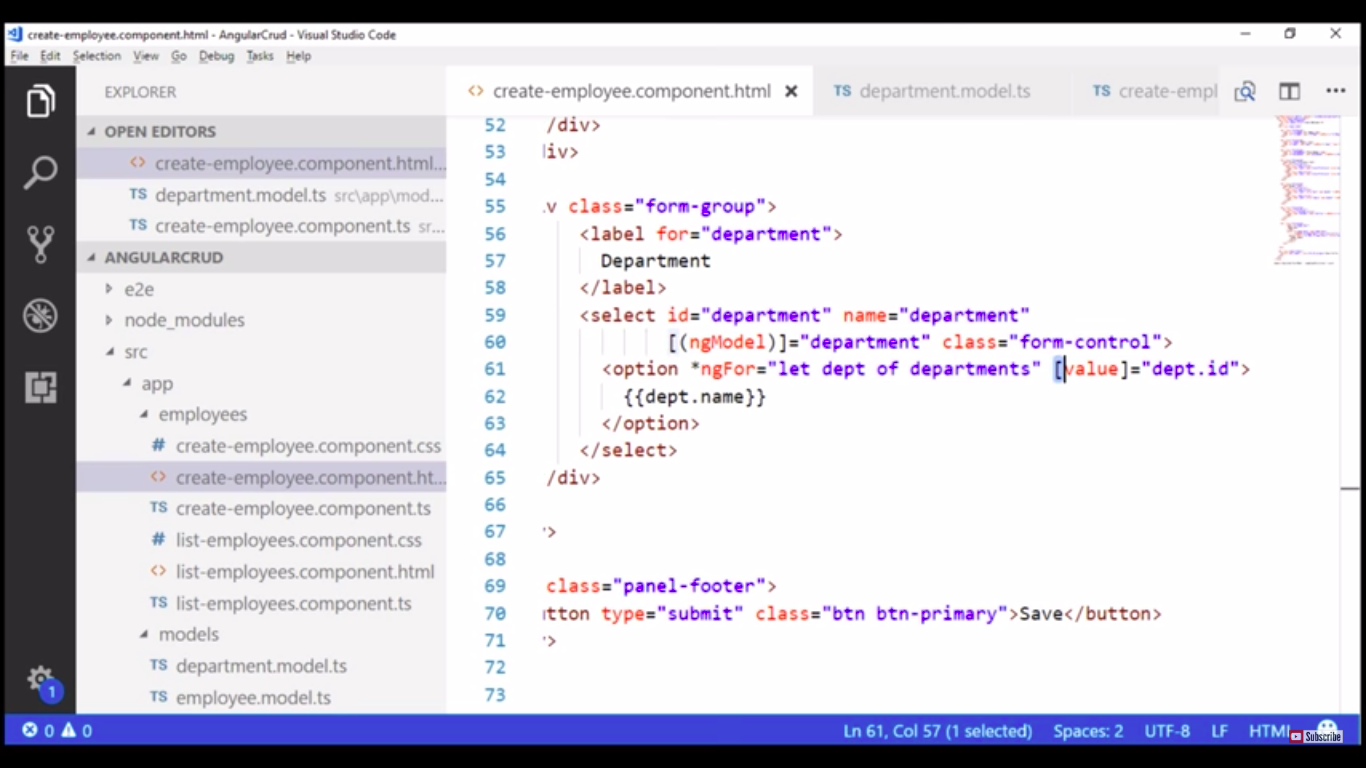 create-employee.component.html - AngularCrud - Visual Studio Code
File Edit Selection View Go Debug Tasks Help
EXPLORER
OPEN EDITORS
create-employee.component.html...
TS department.model.ts src\app\mod...
TS create-employee.component.ts sr...
ANGULARCRUD
e2e
node_modules
src
app
employees
# create-employee.component.css
<> create-employee.component.ht...
TS create-employee.component.ts
# list-employees.component.css
<> list-employees.component.html
TS list-employees.component.ts
models
TS department.model.ts
TS employee.model.ts
<> create-employee.component.html × TS department.model.ts TS create-empl ...
52 /div>
53 iv>
54
55 v class="form-group">
56 <label for="department">
57 Department
58 </label>
59 <select id="department" name="department"
60 [(ngModel)]="department" class="form-control">
61 <option *ngFor="let dept of departments" [value]="dept.id">
62 {{dept.name}}
63 </option>
64 </select>
65 /div>
66
67 >
68
69 class="panel-footer">
70 tton type="submit" class="btn btn-primary">Save</button>
71 >
72
73
1
0 0 Ln 61, Col 57 (1 selected) Spaces: 2 UTF-8 LF HTML
Subscribe